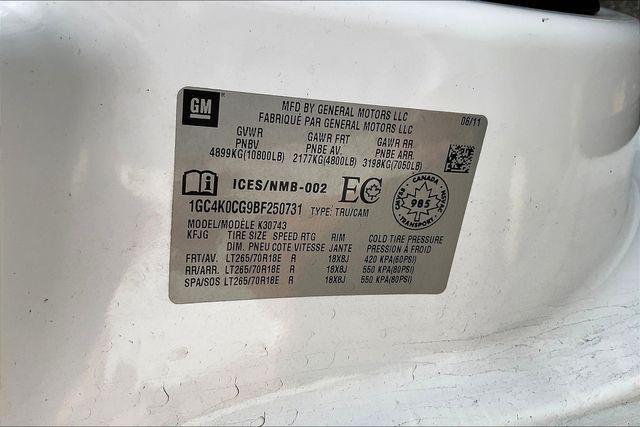 GM
MFD BY GENERAL MOTORS LLC
FABRIQUÉ PAR GENERAL MOTORS LLC
06/11
GVWR GAWR FRT GAWR RR
PNBV PNBE AV. PNBE ARR.
4899KG(10800LB) 2177KG(4800LB) 3198KG(7050LB)
ICES/NMB-002 EC
CANADA
985
TRANSPORT
1GC4K0CG9BF250731 TYPE: TRU/CAM
MODEL/MODÈLE K30743
KFJG TIRE SIZE SPEED RTG RIM COLD TIRE PRESSURE
DIM. PNEU COTE VITESSE JANTE PRESSION À FROID
FRT/AV. LT265/70R18E R 18X8J 420 KPA(60PSI)
RR/ARR. LT265/70R18E R 18X8J 550 KPA(80PSI)
SPA/SOS LT265/70R18E R 18X8J 550 KPA(80PSI)